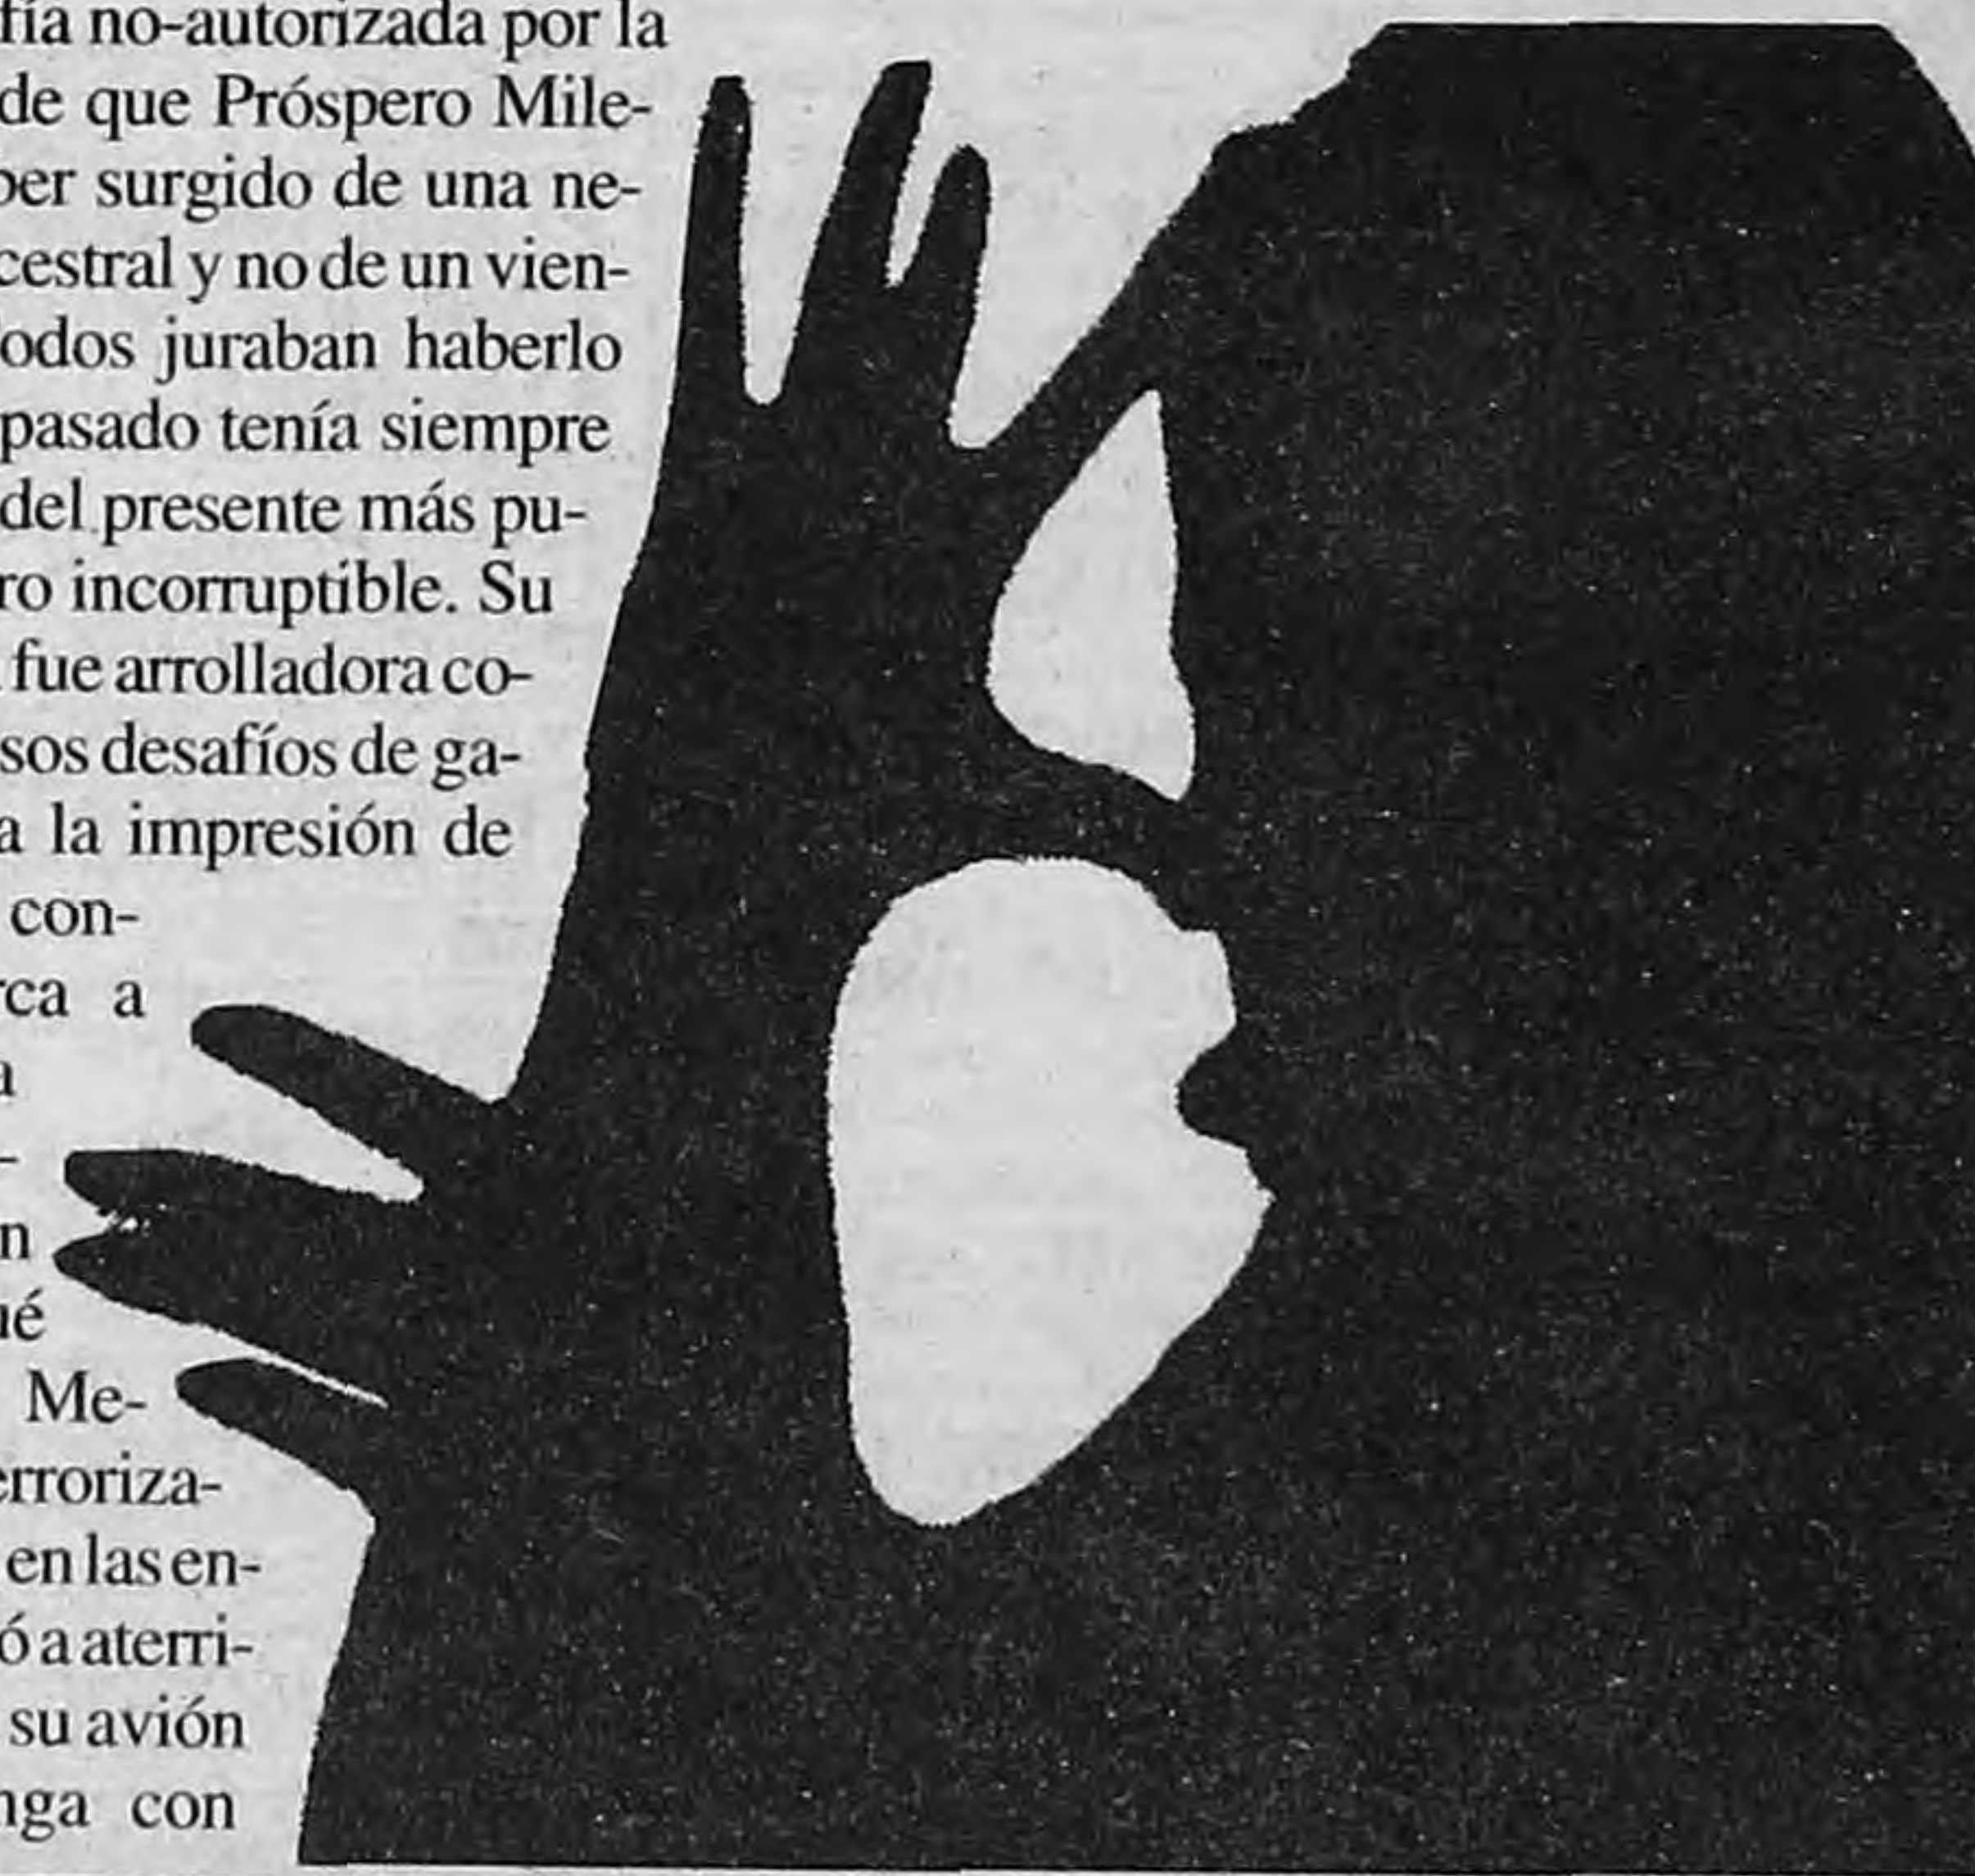 fía no-autorizada por la
de que Próspero Mile-
ber surgido de una ne-
cestral y no de un vien-
odos juraban haberlo
pasado tenía siempre
del presente más pu-
ro incorruptible. Su
fue arrolladora co-
sos desafíos de ga-
a la impresión de
con-
rca a
a
-
n
ué
Me-
erroriza-
en las en-
ó a aterri-
su avión
nga con